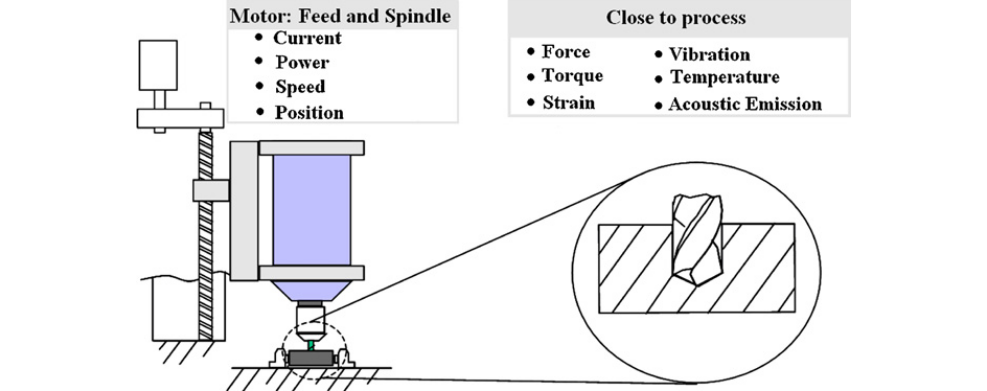 Motor: Feed and Spindle
• Current
• Power
• Speed
• Position
Close to process
• Force
• Torque
• Strain
• Vibration
• Temperature
• Acoustic Emission